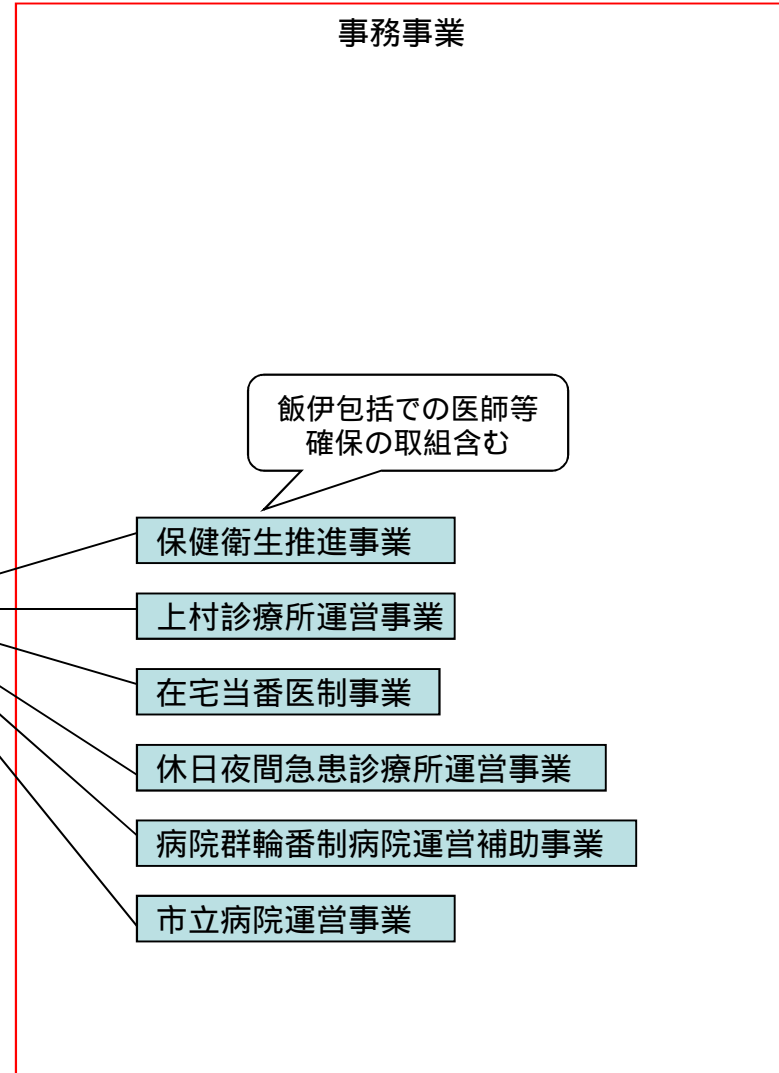 事務事業
飯伊包括での医師等
確保の取組含む
保健衛生推進事業
上村診療所運営事業
在宅当番医制事業
休日夜間急患診療所運営事業
病院群輪番制病院運営補助事業
市立病院運営事業